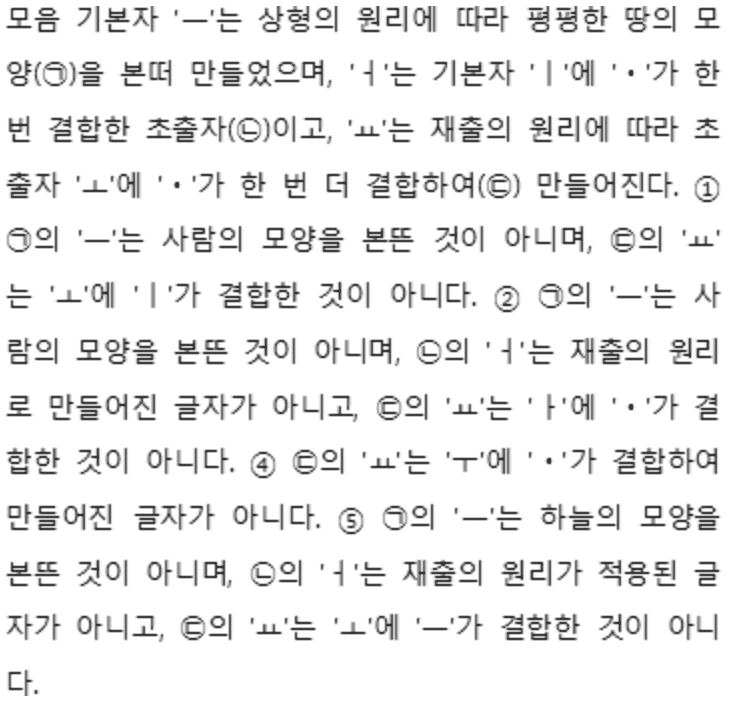 모음 기본자 'ㅡ'는 상형의 원리에 따라 평평한 땅의 모
양(㉠)을 본떠 만들었으며, 'ㅓ'는 기본자 'ㅣ'에 'ㆍ'가 한
번 결합한 초출자(㉡)이고, 'ㅛ'는 재출의 원리에 따라 초
출자 'ㅗ'에 'ㆍ'가 한 번 더 결합하여(㉢) 만들어진다. ①
㉠의 'ㅡ'는 사람의 모양을 본뜬 것이 아니며, ㉢의 'ㅛ'
는 'ㅗ'에 'ㅣ'가 결합한 것이 아니다. ② ㉠의 'ㅡ'는 사
람의 모양을 본뜬 것이 아니며, ㉡의 'ㅓ'는 재출의 원리
로 만들어진 글자가 아니고, ㉢의 'ㅛ'는 'ㅏ'에 'ㆍ'가 결
합한 것이 아니다. ④ ㉢의 'ㅛ'는 'ㅜ'에 'ㆍ'가 결합하여
만들어진 글자가 아니다. ⑤ ㉠의 'ㅡ'는 하늘의 모양을
본뜬 것이 아니며, ㉡의 'ㅓ'는 재출의 원리가 적용된 글
자가 아니고, ㉢의 'ㅛ'는 'ㅗ'에 'ㅡ'가 결합한 것이 아니
다.